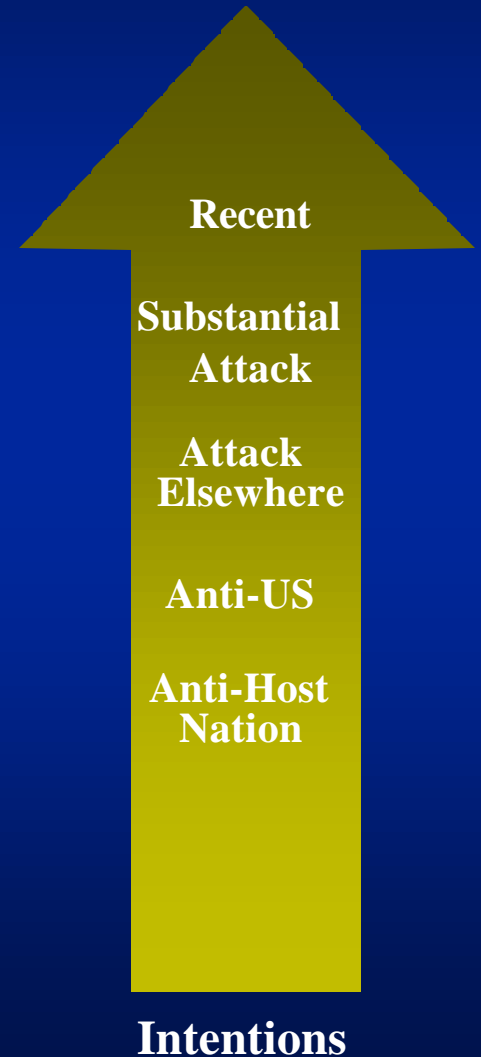 Recent
Substantial
Attack
Attack
Elsewhere
Anti-US
Anti-Host
Nation
Intentions